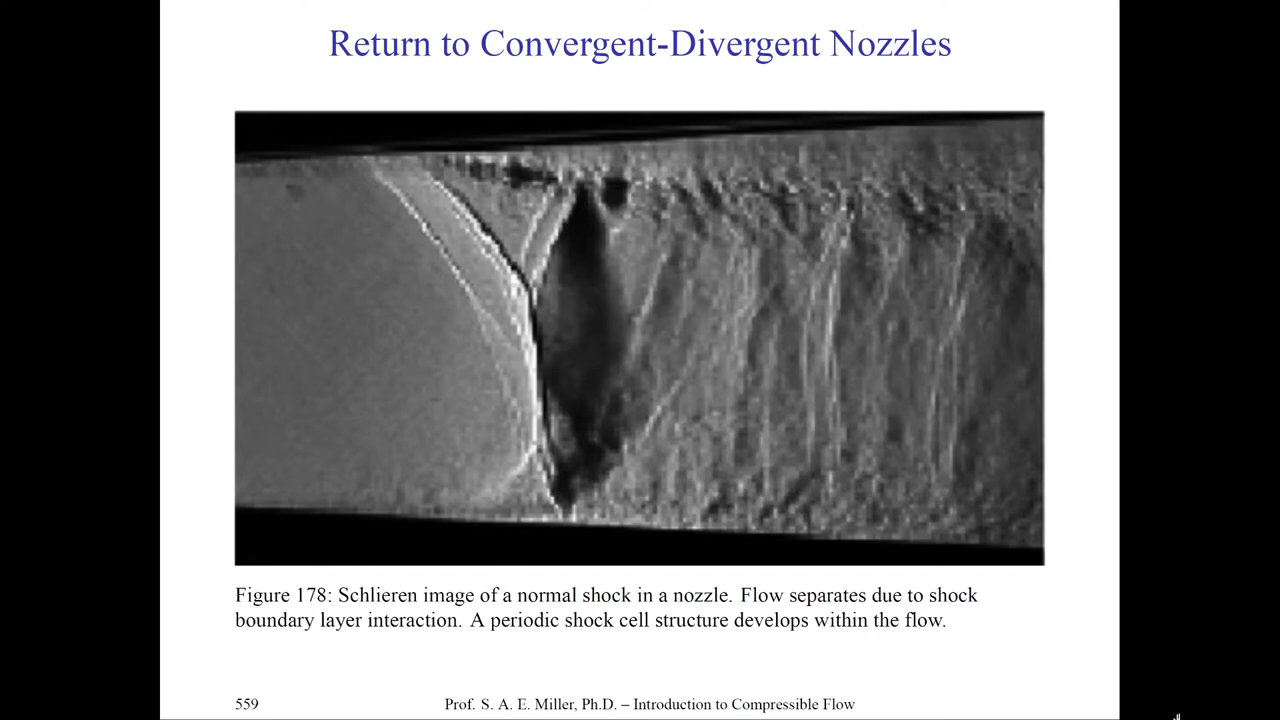 Return to Convergent-Divergent Nozzles
Figure 178: Schlieren image of a normal shock in a nozzle. Flow separates due to shock
boundary layer interaction. A periodic shock cell structure develops within the flow.
559
Prof. S. A. E. Miller, Ph.D. – Introduction to Compressible Flow